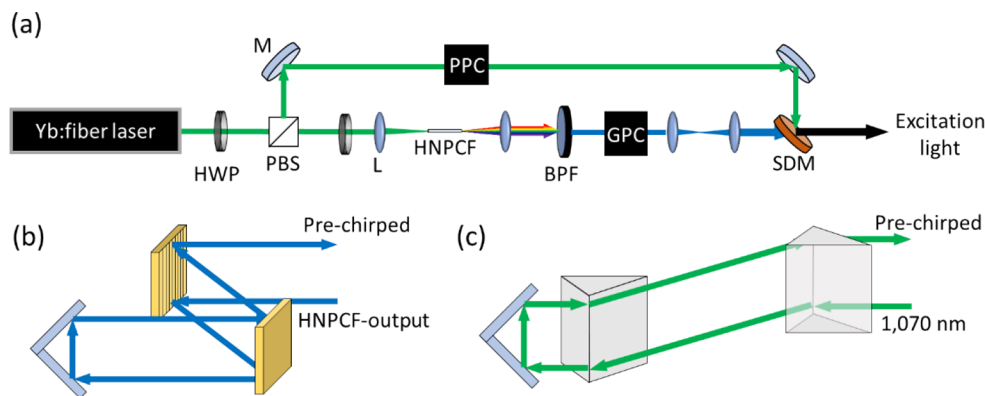 (a)
M
PPC
Yb:fiber laser
HWP
PBS
L
HNPCF
BPF
GPC
SDM
Excitation
light
(b)
Pre-chirped
HNPCF-output
(c)
Pre-chirped
1,070 nm